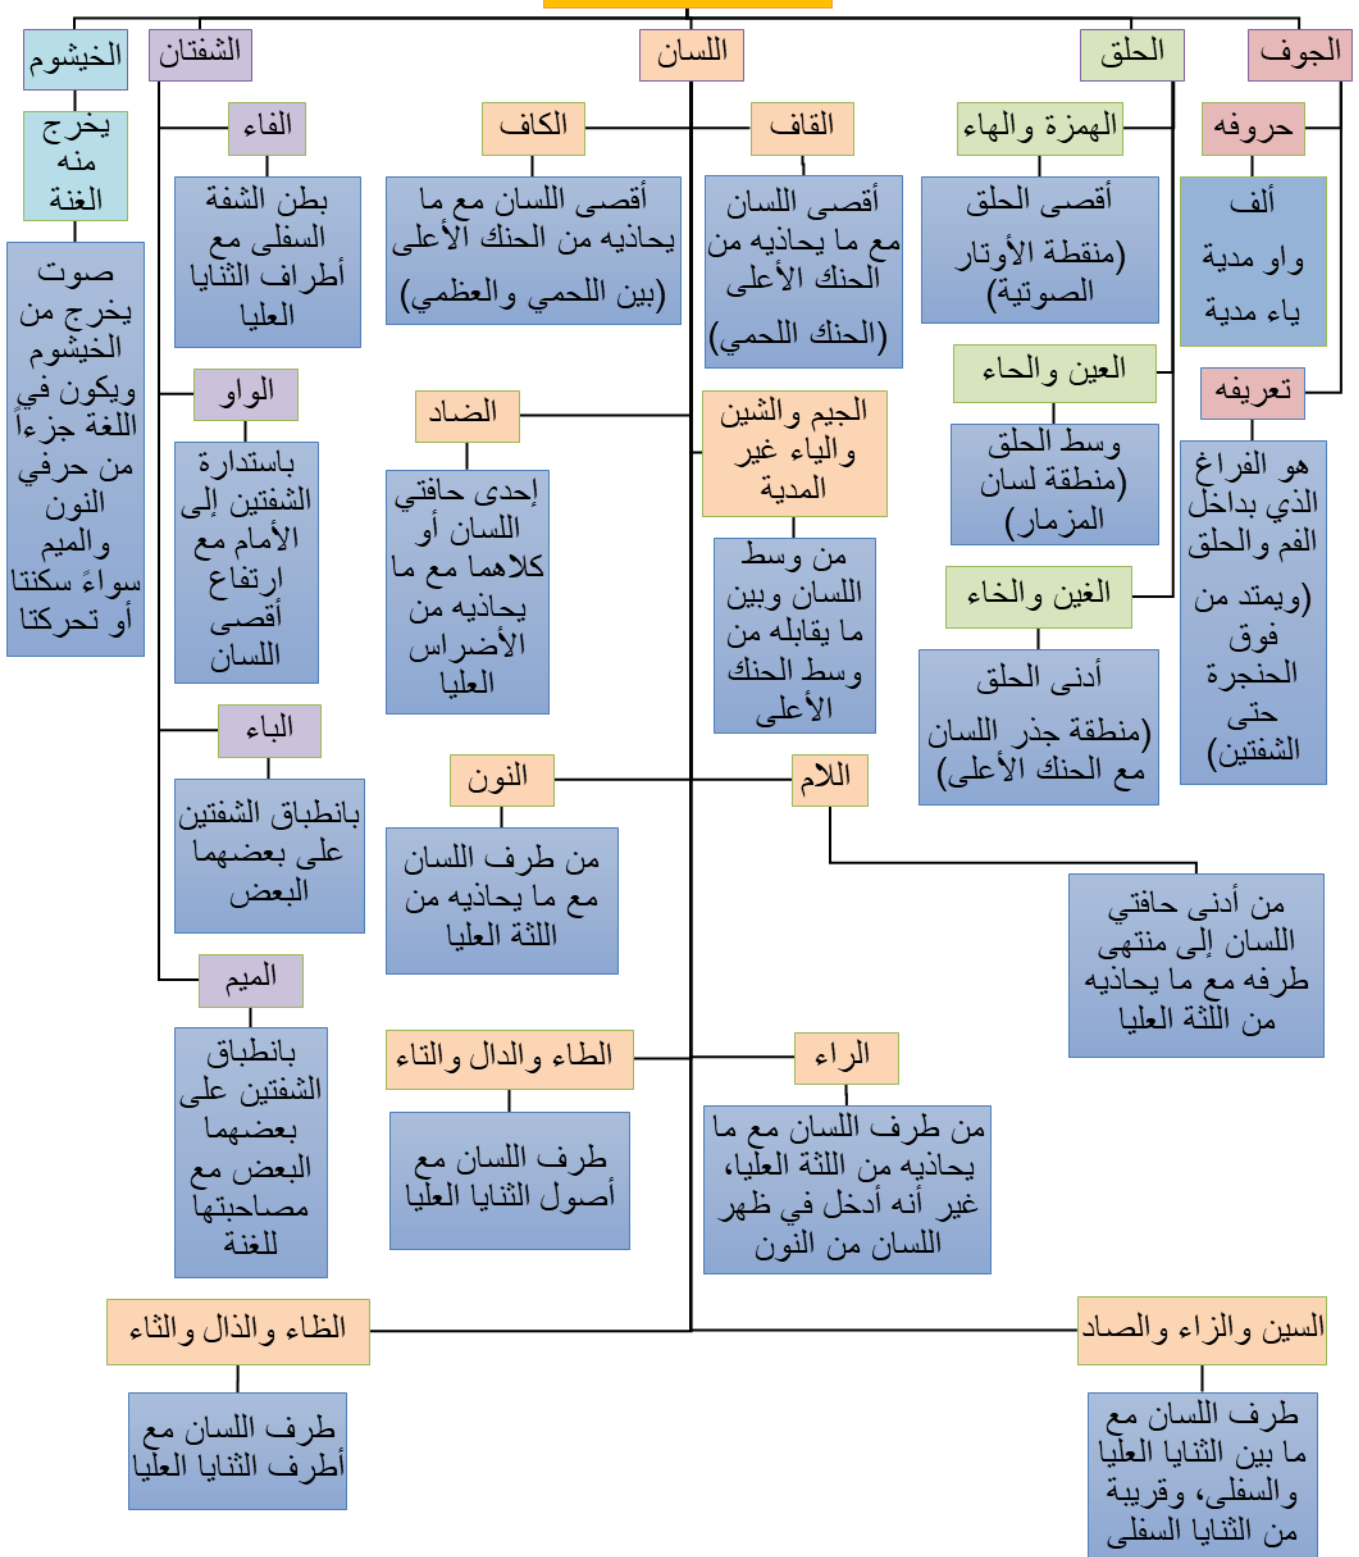 الجوف
حروفه
ألف
واو مدية
ياء مدية
تعريفه
هو الفراغ
الذي بداخل
الفم والحلق
(ويمتد من
فوق
الحنجرة
حتى
الشفتين)
الحلق
الهمزة والهاء
أقصى الحلق
(منقطة الأوتار
الصوتية)
العين والحاء
وسط الحلق
(منطقة لسان
المزمار)
الغين والخاء
أدنى الحلق
(منطقة جذر اللسان
مع الحنك الأعلى)
اللسان
القاف
أقصى اللسان
مع ما يحاذيه من
الحنك الأعلى
(الحنك اللحمي)
الكاف
أقصى اللسان مع ما
يحاذيه من الحنك الأعلى
(بين اللحمي والعظمي)
الجيم والشين
والياء غير
المدية
من وسط
اللسان وبين
ما يقابله من
وسط الحنك
الأعلى
الضاد
إحدى حافتي
اللسان أو
كلاهما مع ما
يحاذيه من
الأضراس
العليا
اللام
من أدنى حافتي
اللسان إلى منتهى
طرفه مع ما يحاذيه
من اللثة العليا
النون
من طرف اللسان
مع ما يحاذيه من
اللثة العليا
الراء
من طرف اللسان مع ما
يحاذيه من اللثة العليا،
غير أنه أدخل في ظهر
اللسان من النون
الطاء والدال والتاء
طرف اللسان مع
أصول الثنايا العليا
السين والزاء والصاد
طرف اللسان مع
ما بين الثنايا العليا
والسفلى، وقريبة
من الثنايا السفلى
الظاء والذال والثاء
طرف اللسان مع
أطرف الثنايا العليا
الشفتان
الفاء
بطن الشفة
السفلى مع
أطراف الثنايا
العليا
الواو
باستدارة
الشفتين إلى
الأمام مع
ارتفاع
أقصى
اللسان
الباء
بانطباق الشفتين
على بعضهما
البعض
الميم
بانطباق
الشفتين على
بعضهما
البعض مع
مصاحبتها
للغنة
الخيشوم
يخرج
منه
الغنة
صوت
يخرج من
الخيشوم
ويكون في
اللغة جزءاً
من حرفي
النون
والميم
سواءً سكنتا
أو تحركتا